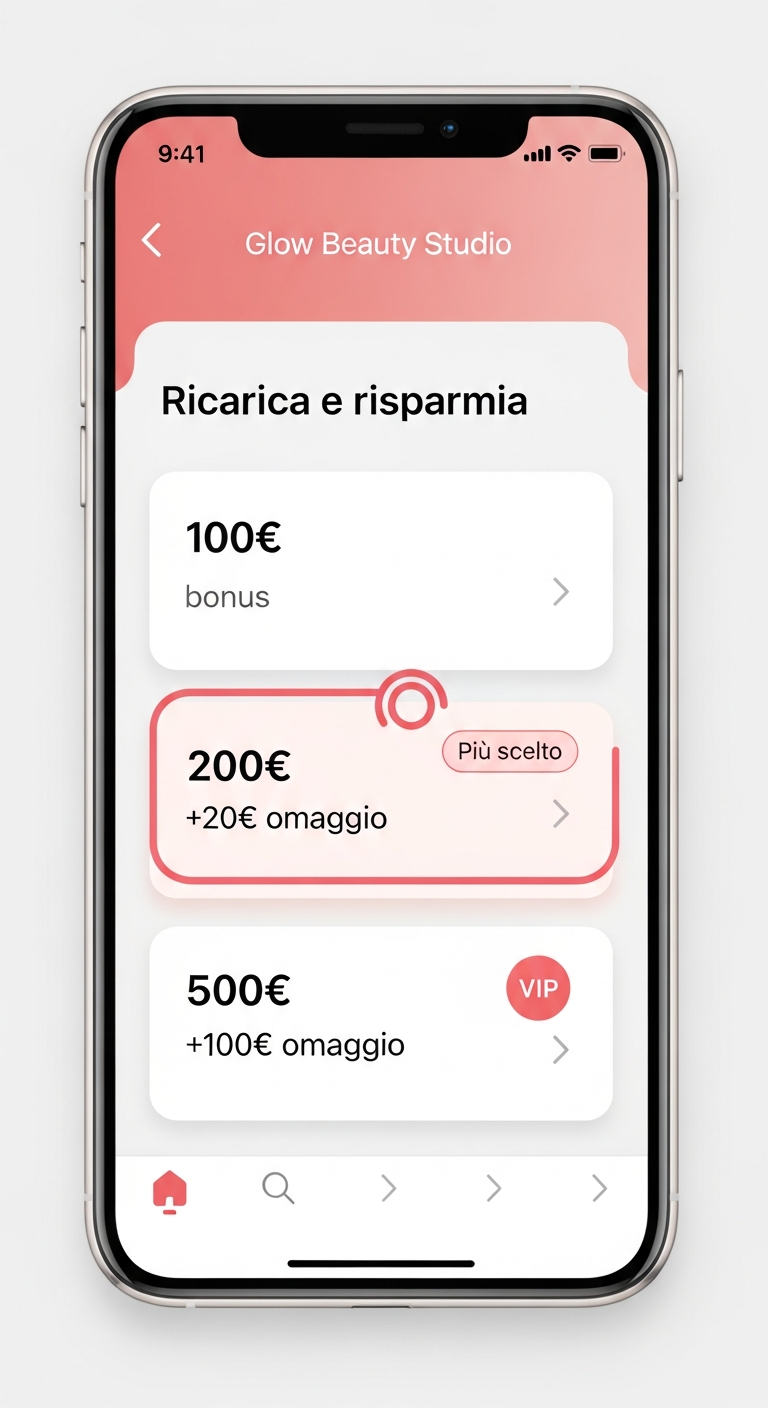 9:41
Glow Beauty Studio
Ricarica e risparmia
100€
bonus
Più scelto
200€
+20€ omaggio
500€
VIP
+100€ omaggio